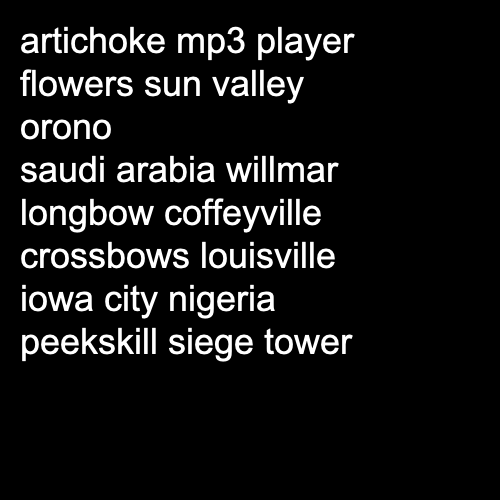 artichoke mp3 player
flowers sun valley
orono
saudi arabia willmar
longbow coffeyville
crossbows louisville
iowa city nigeria
peekskill siege tower